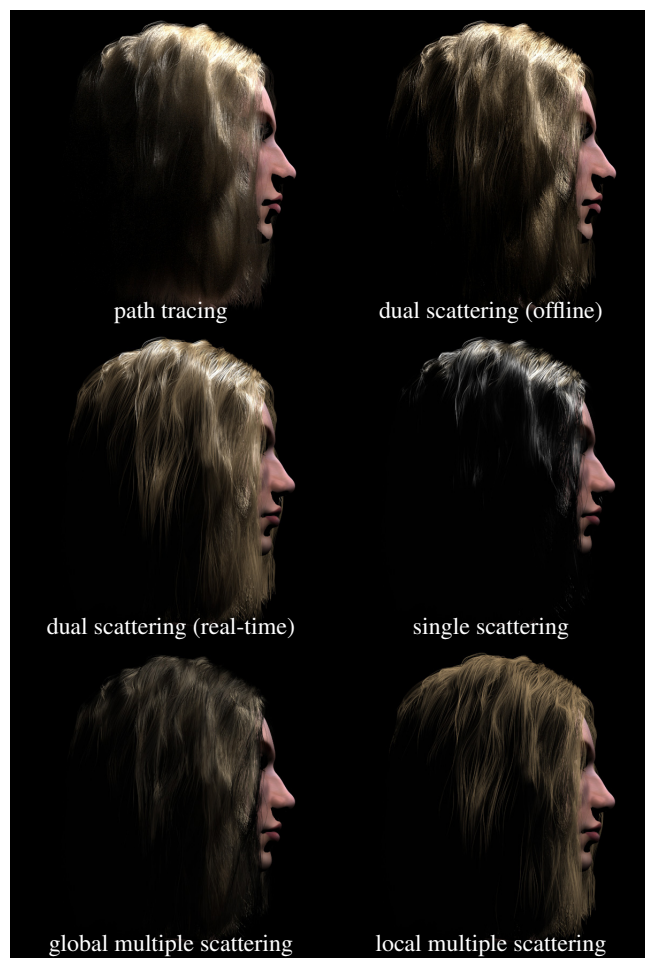 path tracing
dual scattering (offline)
dual scattering (real-time)
single scattering
global multiple scattering
local multiple scattering